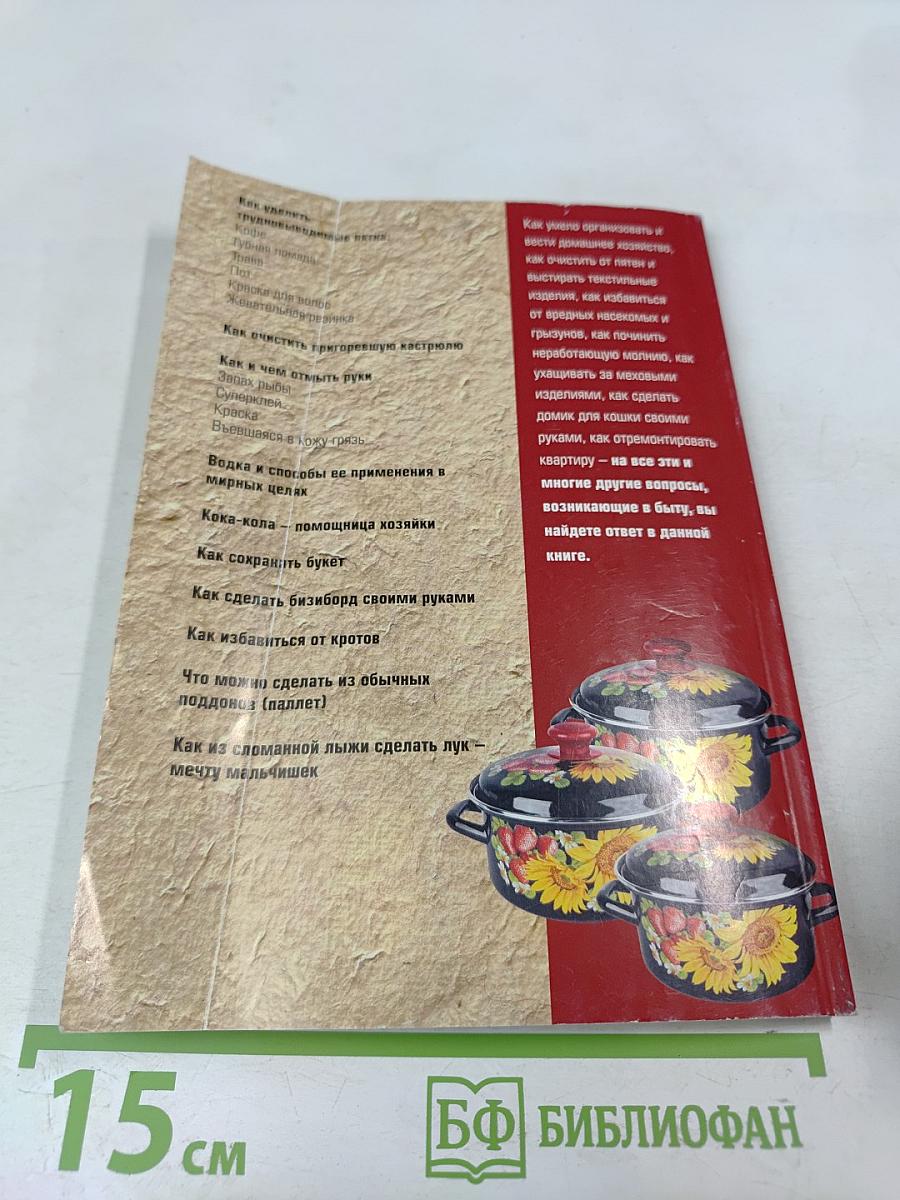 Как удалить
трудновыводимые пятна:
Кофе
Губная помада
Трава
Пот
Краска для волос
Жевательная резинка
Как очистить пригоревшую кастрюлю
Как и чем отмыть руки
Запах рыбы
Суперклей
Краска
Въевшаяся в кожу грязь
Водка и способы ее применения в
мирных целях
Кока-кола – помощница хозяйки
Как сохранить букет
Как сделать бизиборд своими руками
Как избавиться от кротов
Что можно сделать из обычных
поддонов (паллет)
Как из сломанной лыжи сделать лук –
мечту мальчишек
Как умело организовать и
вести домашнее хозяйство,
как очистить от пятен и
выстирать текстильные
изделия, как избавиться
от вредных насекомых и
грызунов, как починить
неработающую молнию, как
ухащивать за меховыми
изделиями, как сделать
домик для кошки своими
руками, как отремонтировать
квартиру – на все эти и
многие другие вопросы,
возникающие в быту, вы
найдете ответ в данной
книге.
15 см
БФ БИБЛИОФАН